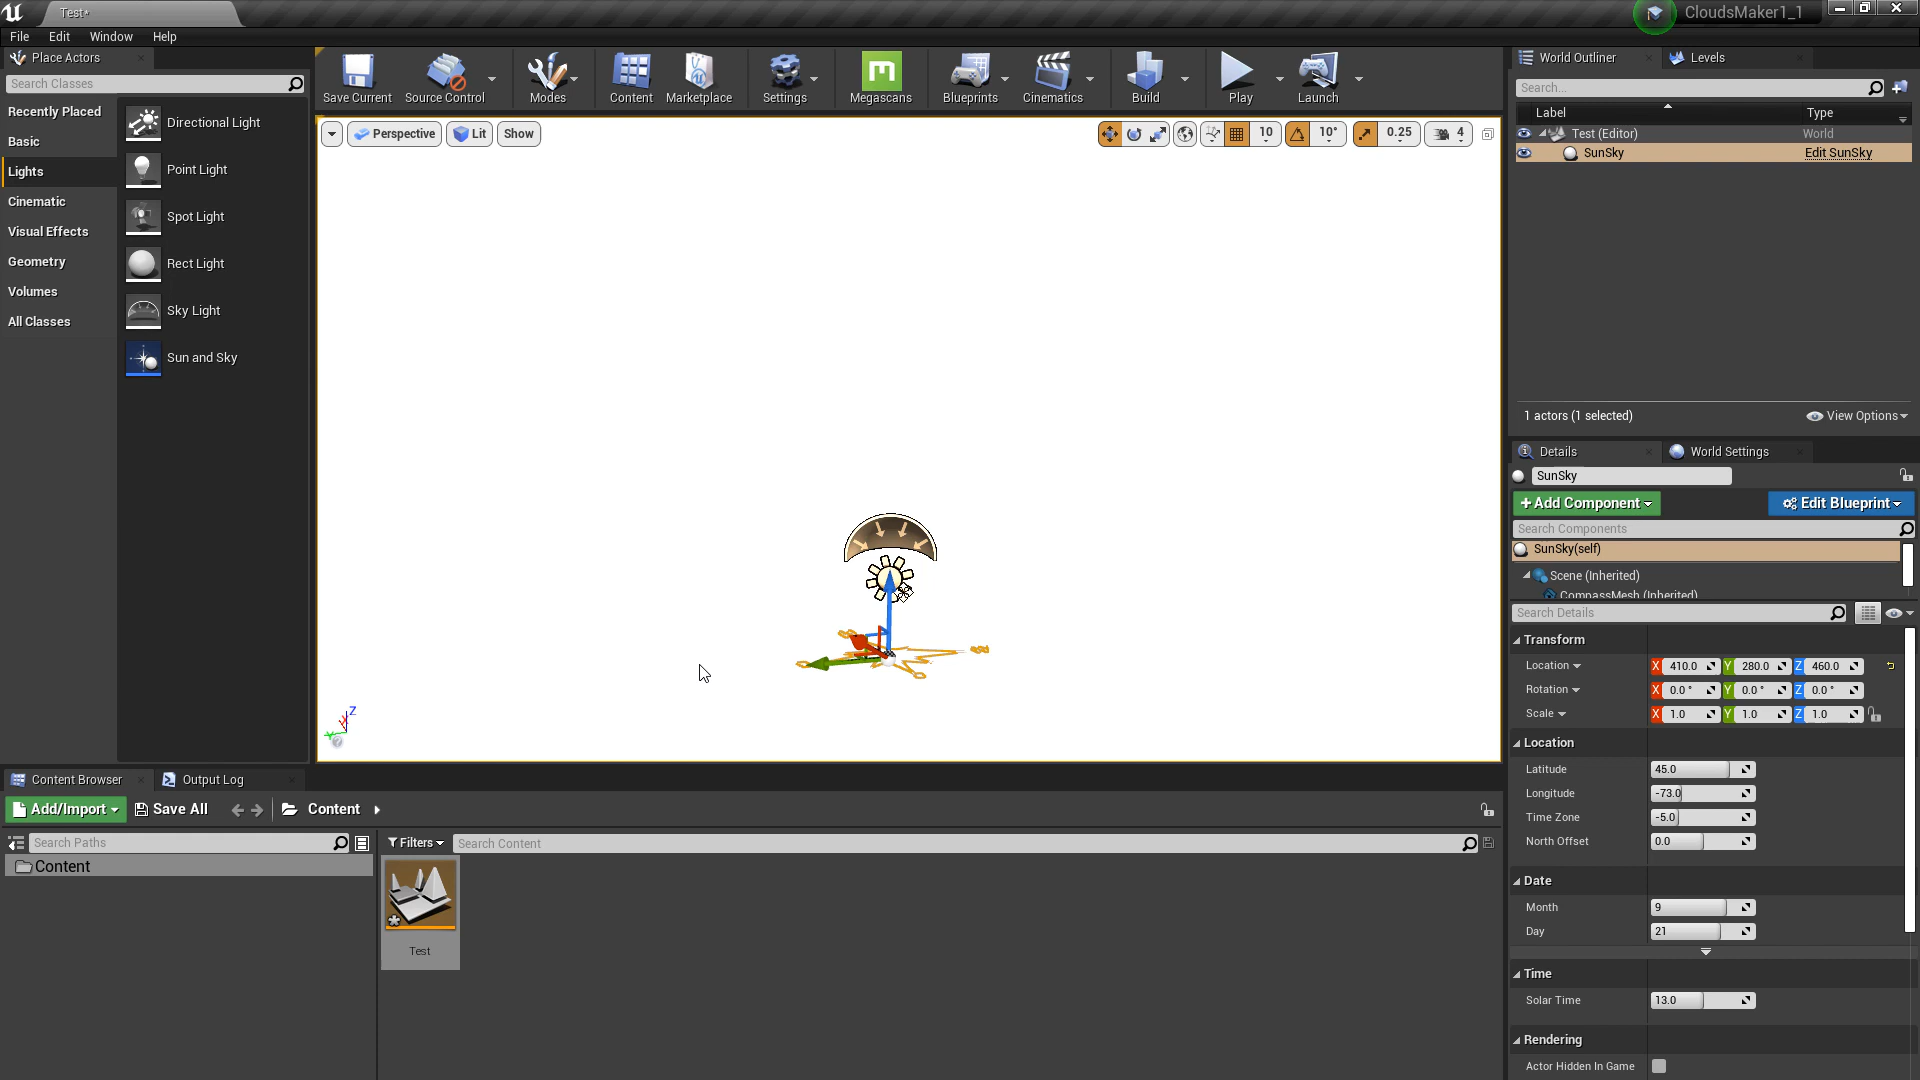 Test*
CloudsMaker1_1
File Edit Window Help
Place Actors
Search Classes
Recently Placed
Basic
Lights
Cinematic
Visual Effects
Geometry
Volumes
All Classes
Directional Light
Point Light
Spot Light
Rect Light
Sky Light
Sun and Sky
Save Current Source Control Modes Content Marketplace Settings Megascans Blueprints Cinematics Build Play Launch
Perspective Lit Show
10 10° 0.25 4
Z
X
Y
World Outliner Levels
Search...
Label Type
Test (Editor) World
SunSky Edit SunSky
1 actors (1 selected) View Options
Details World Settings
SunSky
+Add Component Edit Blueprint
Search Components
SunSky(self)
Scene (Inherited)
CompassMesh (Inherited)
Search Details
Transform
Location X 410.0 Y 280.0 Z 460.0
Rotation X 0.0 ° Y 0.0 ° Z 0.0 °
Scale X 1.0 Y 1.0 Z 1.0
Location
Latitude 45.0
Longitude -73.0
Time Zone -5.0
North Offset 0.0
Date
Month 9
Day 21
Time
Solar Time 13.0
Rendering
Actor Hidden In Game
Content Browser Output Log
Add/Import Save All Content
Search Paths
Content
Filters Search Content
Test